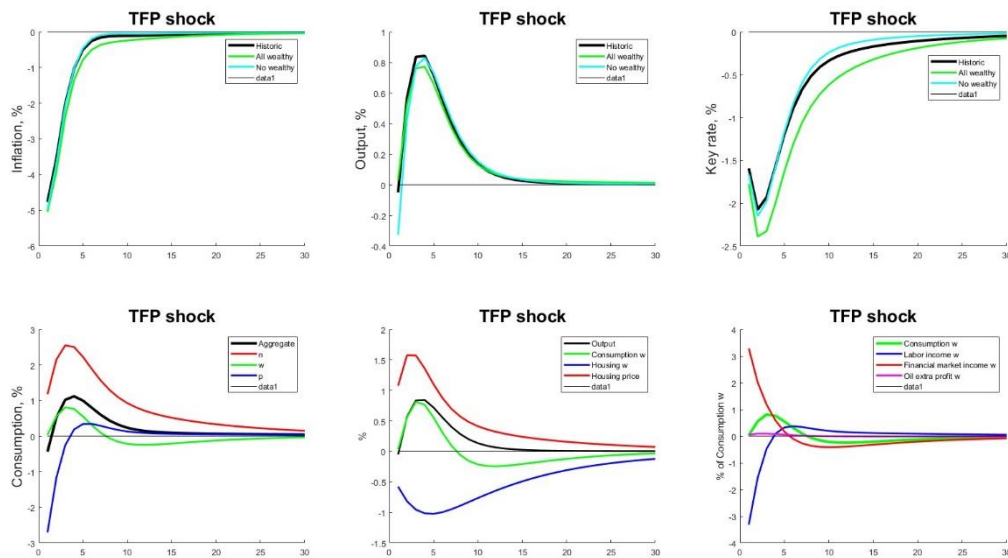 TFP shock
Inflation, %
0
-1
-2
-3
-4
-5
-6
0 5 10 15 20 25 30
Historic
All wealthy
No wealthy
data1
TFP shock
Output, %
1
0.8
0.6
0.4
0.2
0
-0.2
-0.4
0 5 10 15 20 25 30
Historic
All wealthy
No wealthy
data1
TFP shock
Key rate, %
0
-0.5
-1
-1.5
-2
-2.5
0 5 10 15 20 25 30
Historic
All wealthy
No wealthy
data1
TFP shock
Consumption, %
3
2
1
0
-1
-2
-3
0 5 10 15 20 25 30
Aggregate
n
w
p
data1
TFP shock
%
2
1.5
1
0.5
0
-0.5
-1
-1.5
0 5 10 15 20 25 30
Output
Consumption w
Housing w
Housing price
data1
TFP shock
% of Consumption w
4
3
2
1
0
-1
-2
-3
-4
0 5 10 15 20 25 30
Consumption w
Labor income w
Financial market income w
Oil extra profit w
data1